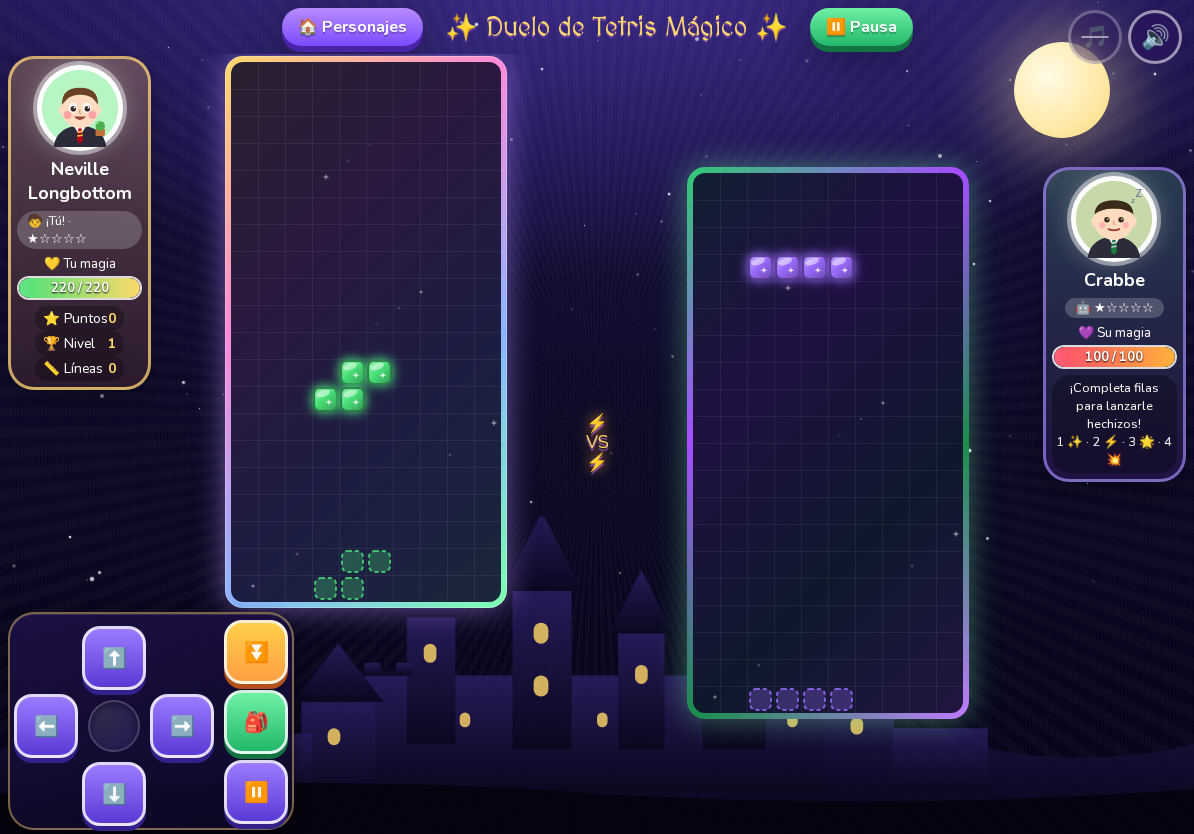 🏠 Personajes
✨ Duelo de Tetris Mágico ✨
⏸️ Pausa
Neville
Longbottom
🧒 ¡Tú! ·
★☆☆☆☆
💛 Tu magia
220 / 220
⭐ Puntos 0
🏆 Nivel 1
📏 Líneas 0
⚡
VS
⚡
z Z
Crabbe
🤖 ★☆☆☆☆
💜 Su magia
100 / 100
¡Completa filas
para lanzarle
hechizos!
1 ✨ · 2 ⚡ · 3 🌟 · 4
💥